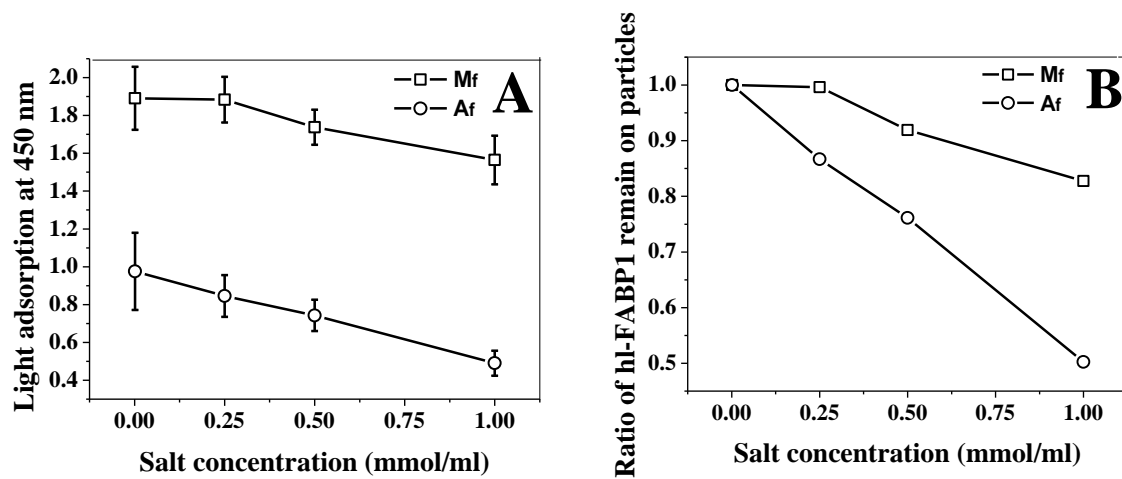 A
Mf
Af
2.0
1.8
1.6
1.4
1.2
1.0
0.8
0.6
0.4
Light adsorption at 450 nm
0.00
0.25
0.50
0.75
1.00
Salt concentration (mmol/ml)
B
Mf
Af
1.0
0.9
0.8
0.7
0.6
0.5
Ratio of hl-FABP1 remain on particles
0.00
0.25
0.50
0.75
1.00
Salt concentration (mmol/ml)